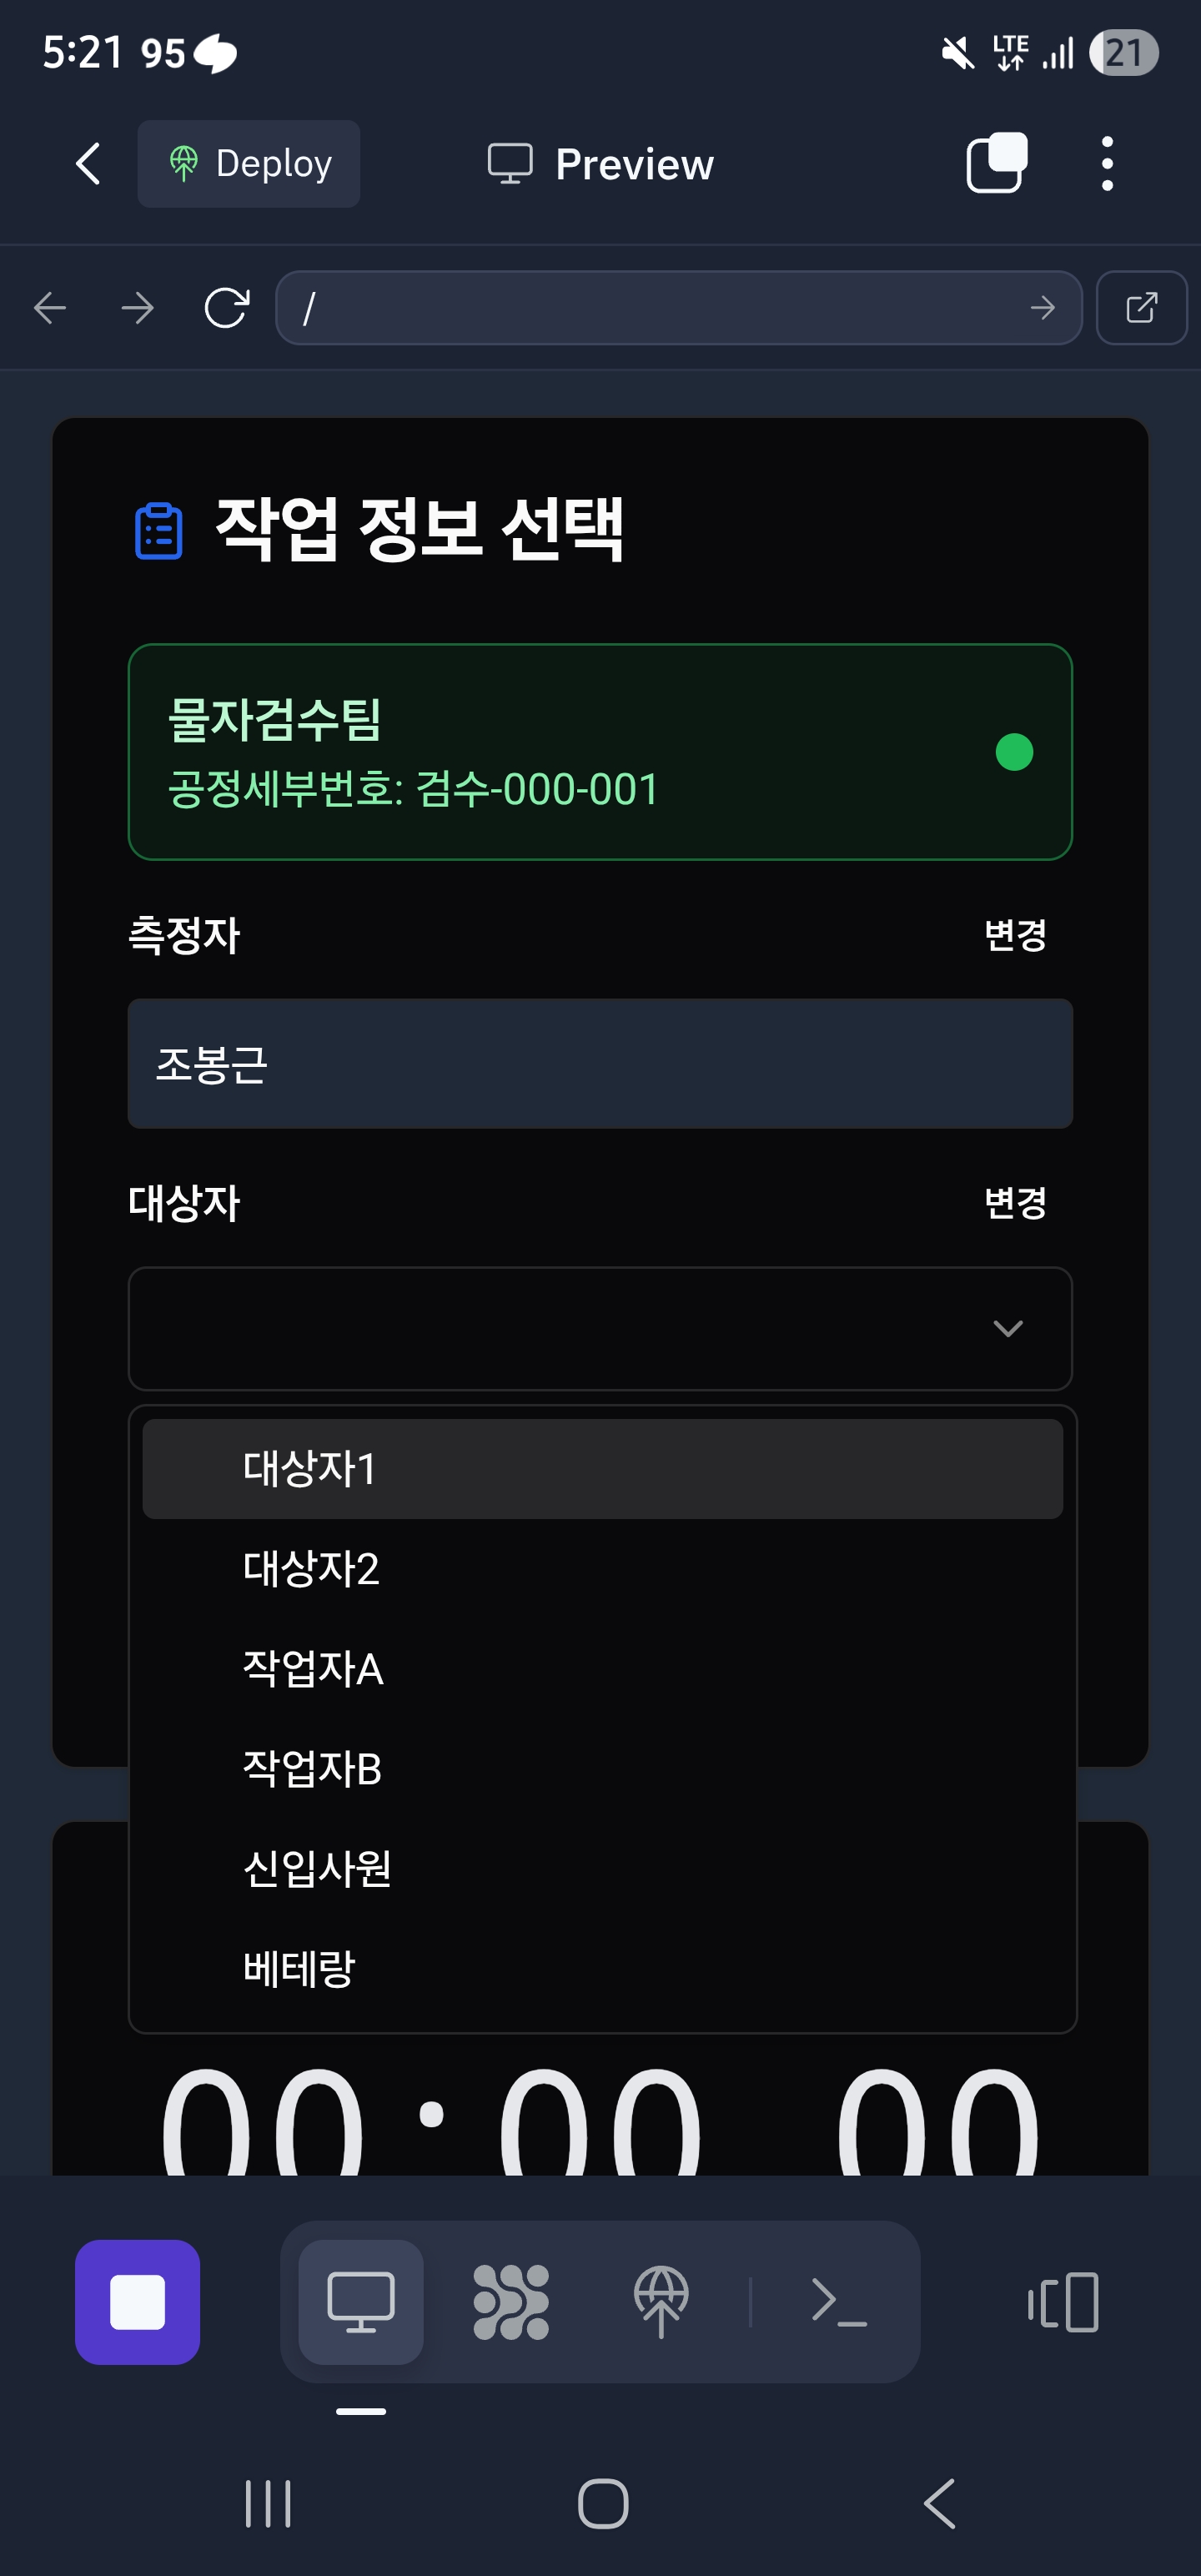 5:21 95
LTE
21
Deploy
Preview
/
작업 정보 선택
물자검수팀
공정세부번호: 검수-000-001
측정자
변경
조봉근
대상자
변경
대상자1
대상자2
작업자A
작업자B
신입사원
베테랑
00:00 00